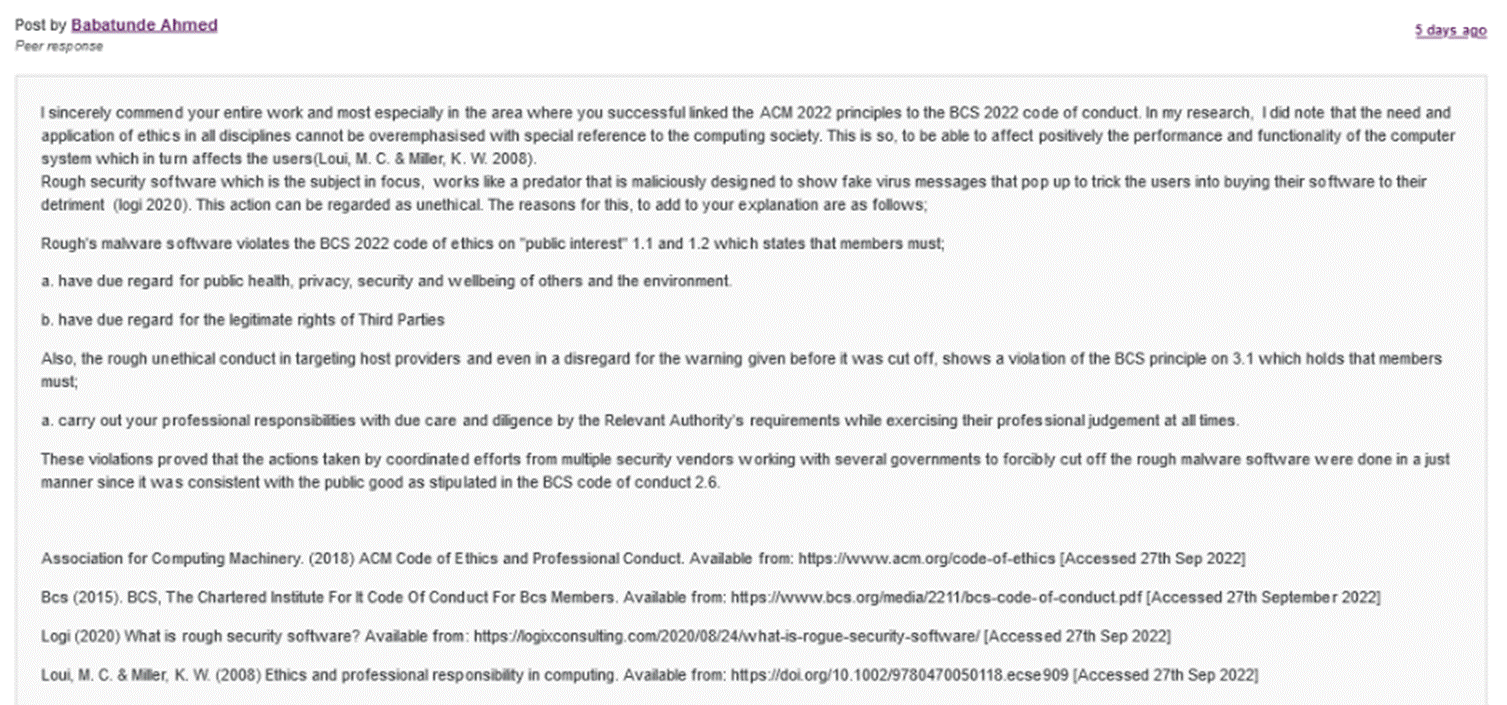 Post by Babatunde Ahmed
5 days ago
Peer response
I sincerely commend your entire work and most especially in the area where you successful linked the ACM 2022 principles to the BCS 2022 code of conduct. In my research, I did note that the need and
application of ethics in all disciplines cannot be overemphasised with special reference to the computing society. This is so, to be able to affect positively the performance and functionality of the computer
system which in turn affects the users(Loui, M. C. & Miller, K. W. 2008).
Rough security software which is the subject in focus, works like a predator that is maliciously designed to show fake virus messages that pop up to trick the users into buying their software to their
detriment (logi 2020). This action can be regarded as unethical. The reasons for this, to add to your explanation are as follows;
Rough's malware software violates the BCS 2022 code of ethics on "public interest" 1.1 and 1.2 which states that members must;
a. have due regard for public health, privacy, security and wellbeing of others and the environment.
b. have due regard for the legitimate rights of Third Parties
Also, the rough unethical conduct in targeting host providers and even in a disregard for the warning given before it was cut off, shows a violation of the BCS principle on 3.1 which holds that members
must;
a. carry out your professional responsibilities with due care and diligence by the Relevant Authority's requirements while exercising their professional judgement at all times.
These violations proved that the actions taken by coordinated efforts from multiple security vendors working with several governments to forcibly cut off the rough malware software were done in a just
manner since it was consistent with the public good as stipulated in the BCS code of conduct 2.6.
Association for Computing Machinery. (2018) ACM Code of Ethics and Professional Conduct. Available from: https://www.acm.org/code-of-ethics [Accessed 27th Sep 2022]
Bcs (2015). BCS, The Chartered Institute For It Code Of Conduct For Bcs Members. Available from: https://www.bcs.org/media/2211/bcs-code-of-conduct.pdf [Accessed 27th September 2022]
Logi (2020) What is rough security software? Available from: https://logixconsulting.com/2020/08/24/what-is-rogue-security-software/ [Accessed 27th Sep 2022]
Loui, M. C. & Miller, K. W. (2008) Ethics and professional responsibility in computing. Available from: https://doi.org/10.1002/9780470050118.ecse909 [Accessed 27th Sep 2022]